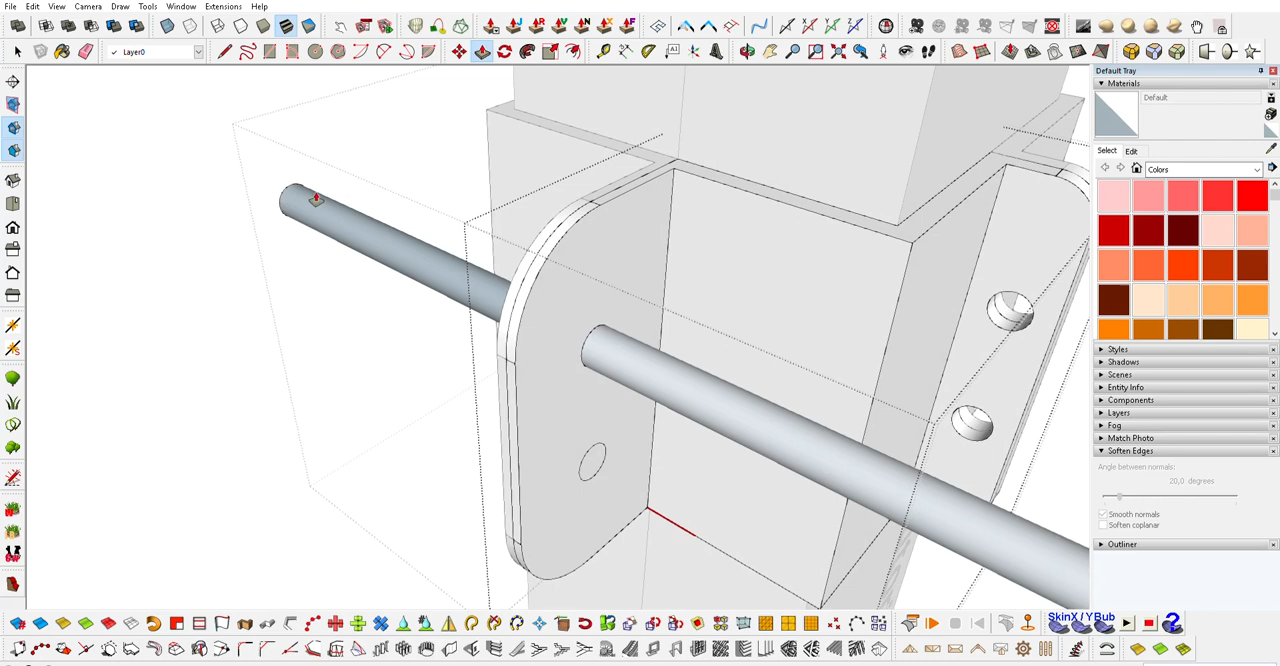 File Edit View Camera Draw Tools Window Extensions Help
Layer0
Default Tray
Materials
Default
Select Edit
Colors
Styles
Shadows
Scenes
Entity Info
Components
Layers
Fog
Match Photo
Soften Edges
Angle between normals:
20,0 degrees
Smooth normals
Soften coplanar
Outliner
SkinX / YBub